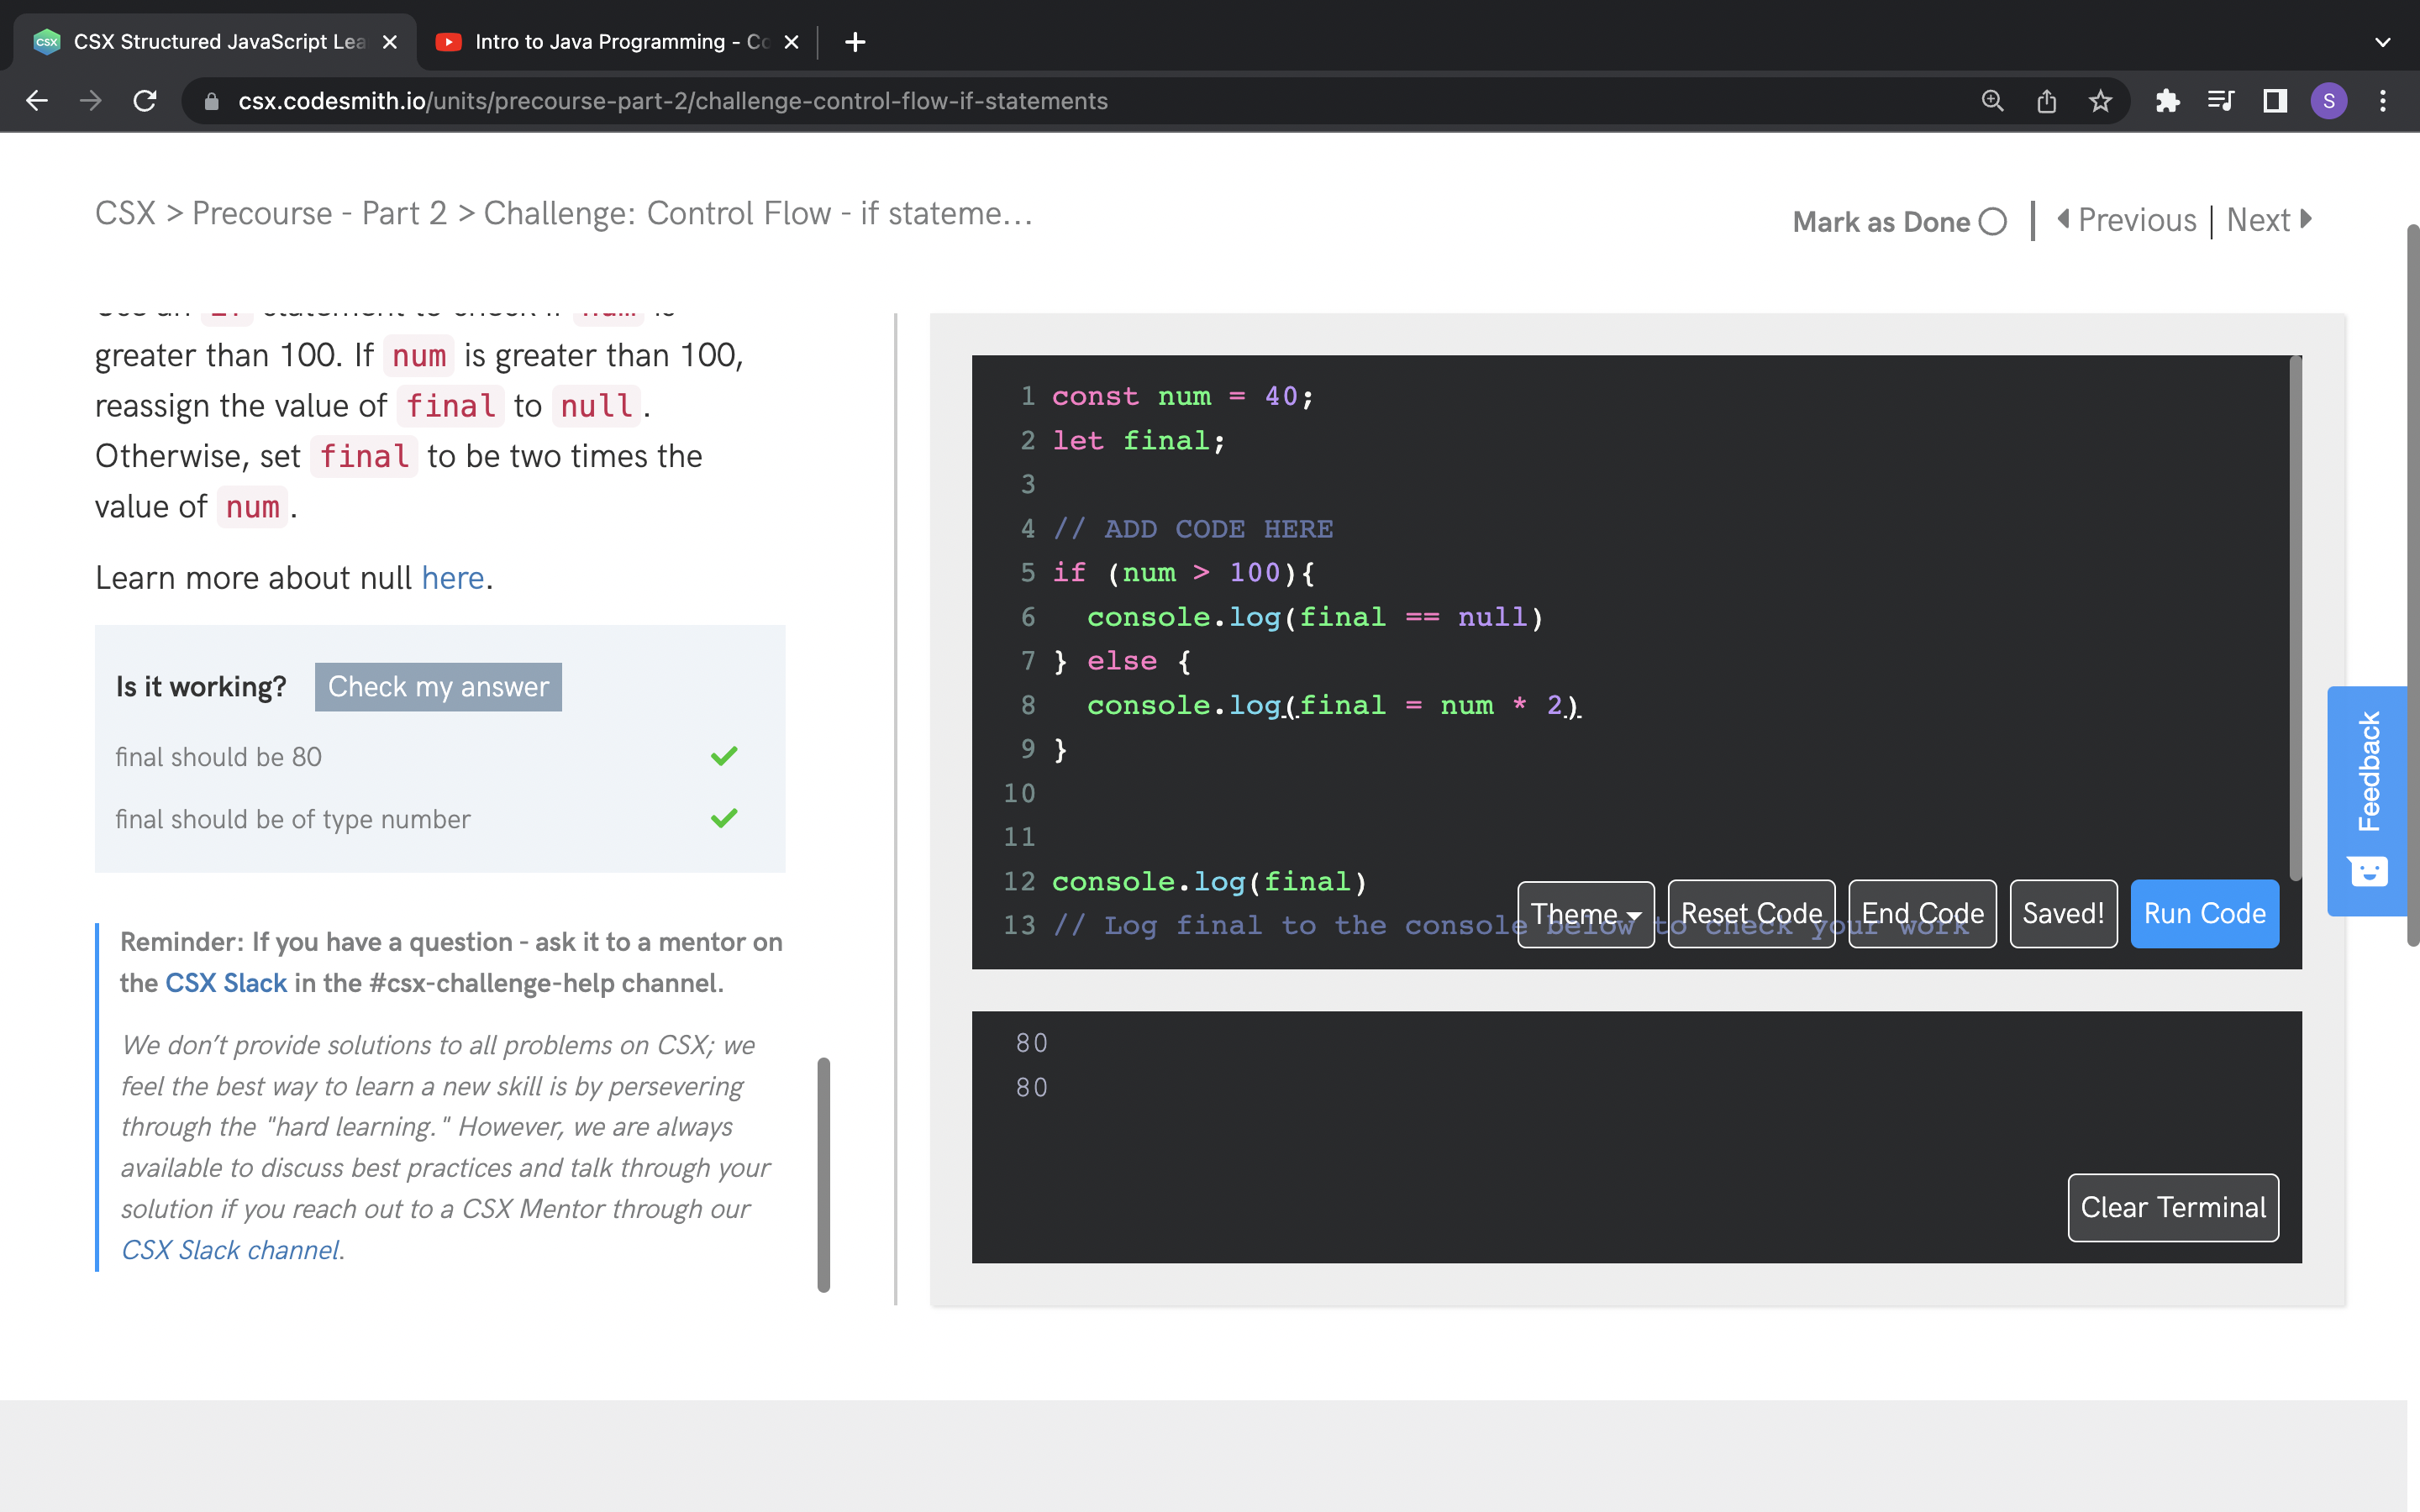 CSX Structured JavaScript Lea
Intro to Java Programming - Co
csx.codesmith.io/units/precourse-part-2/challenge-control-flow-if-statements
S
CSX > Precourse - Part 2 > Challenge: Control Flow - if stateme...
Mark as Done
Previous | Next
Use an if statement to check if num is
greater than 100. If num is greater than 100,
reassign the value of final to null.
Otherwise, set final to be two times the
value of num.
Learn more about null here.
Is it working? Check my answer
final should be 80
final should be of type number
Reminder: If you have a question - ask it to a mentor on
the CSX Slack in the #csx-challenge-help channel.
We don't provide solutions to all problems on CSX; we
feel the best way to learn a new skill is by persevering
through the "hard learning." However, we are always
available to discuss best practices and talk through your
solution if you reach out to a CSX Mentor through our
CSX Slack channel.
1 const num = 40;
2 let final;
3
4 // ADD CODE HERE
5 if (num > 100){
6   console.log(final == null)
7 } else {
8   console.log(final = num * 2)
9 }
10
11
12 console.log(final)
13 // Log final to the console below to check your work
Theme
Reset Code
End Code
Saved!
Run Code
80
80
Clear Terminal
Feedback